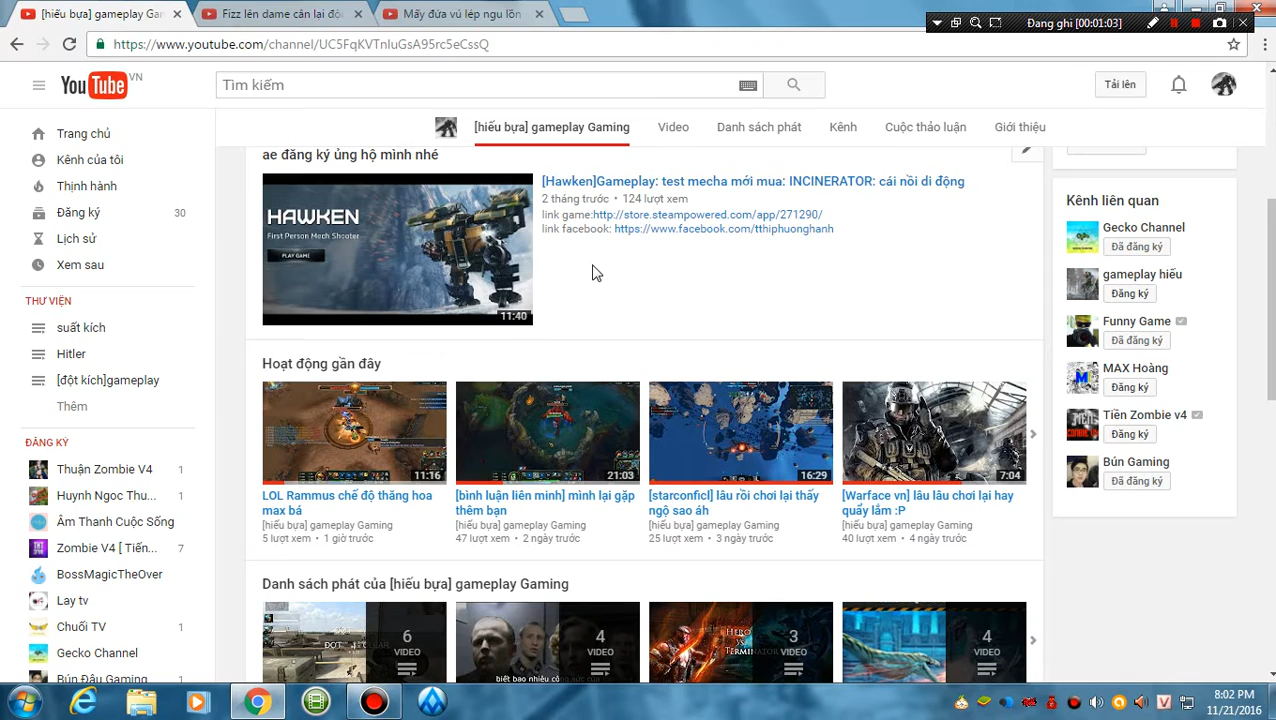 [hiếu bựa] gameplay Gam
Fizz lên dame cân lại đố
Mấy đứa vú lép ngu lồn
Đang ghi [00:01:03]
https://www.youtube.com/channel/UC5FqKVTnIuGsA95rc5eCssQ
YouTube VN
Tìm kiếm
Tải lên
[hiếu bựa] gameplay Gaming
Video
Danh sách phát
Kênh
Cuộc thảo luận
Giới thiệu
Trang chủ
Kênh của tôi
Thịnh hành
Đăng ký 30
Lịch sử
Xem sau
THƯ VIỆN
suất kích
Hitler
[đột kích]gameplay
Thêm
ĐĂNG KÝ
Thuận Zombie V4 1
Huynh Ngoc Thu... 1
Âm Thanh Cuộc Sống
Zombie V4 [ Tiến... 7
BossMagicTheOver
Lay tv
Chuối TV 1
Gecko Channel
Bún Đậu Gaming 1
ae đăng ký ủng hộ mình nhé
HAWKEN
First Person Mech Shooter
PLAY GAME
11:40
[Hawken]Gameplay: test mecha mới mua: INCINERATOR: cái nồi di động
2 tháng trước • 124 lượt xem
link game:http://store.steampowered.com/app/271290/
link facebook: https://www.facebook.com/tthiphuonghanh
Hoạt động gần đây
11:16
LOL Rammus chế độ thăng hoa
max bá
[hiếu bựa] gameplay Gaming
5 lượt xem • 1 giờ trước
21:03
[bình luận liên minh] mình lại gặp
thêm bạn
[hiếu bựa] gameplay Gaming
47 lượt xem • 2 ngày trước
16:29
[starconficl] lâu rồi chơi lại thấy
ngộ sao áh
[hiếu bựa] gameplay Gaming
25 lượt xem • 3 ngày trước
7:04
[Warface vn] lâu lâu chơi lại hay
quẩy lắm :P
[hiếu bựa] gameplay Gaming
40 lượt xem • 4 ngày trước
Danh sách phát của [hiếu bựa] gameplay Gaming
6
VIDEO
4
VIDEO
3
VIDEO
4
VIDEO
Kênh liên quan
Gecko Channel
Đã đăng ký
gameplay hiếu
Đăng ký
Funny Game
Đã đăng ký
MAX Hoàng
Đăng ký
Tiền Zombie v4
Đăng ký
Bún Gaming
Đã đăng ký
8:02 PM
11/21/2016